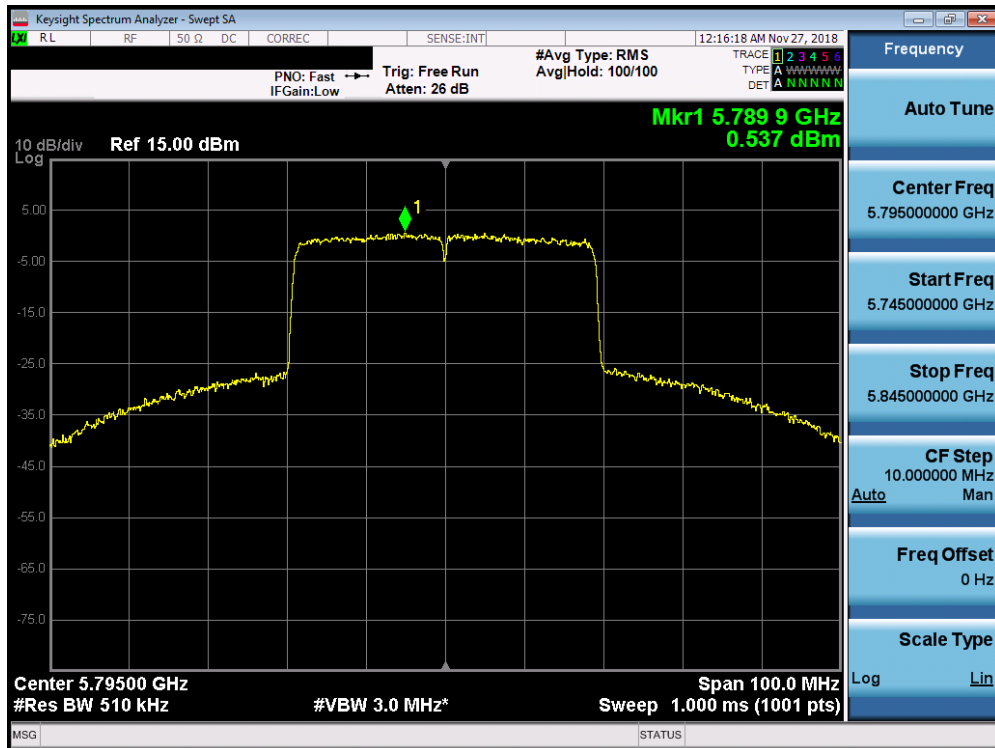 Keysight Spectrum Analyzer - Swept SA
LXI RL RF 50 Ω DC CORREC SENSE:INT 12:16:18 AM Nov 27, 2018
PNO: Fast Trig: Free Run #Avg Type: RMS TRACE 1 2 3 4 5 6
IFGain:Low Atten: 26 dB Avg|Hold: 100/100 TYPE A WWWWW
DET A N N N N N
Mkr1 5.789 9 GHz
0.537 dBm
10 dB/div Ref 15.00 dBm
Log
1
5.00
-5.00
-15.0
-25.0
-35.0
-45.0
-55.0
-65.0
-75.0
Center 5.79500 GHz Span 100.0 MHz
#Res BW 510 kHz #VBW 3.0 MHz* Sweep 1.000 ms (1001 pts)
MSG STATUS
Frequency
Auto Tune
Center Freq
5.795000000 GHz
Start Freq
5.745000000 GHz
Stop Freq
5.845000000 GHz
CF Step
10.000000 MHz
Auto Man
Freq Offset
0 Hz
Scale Type
Log Lin